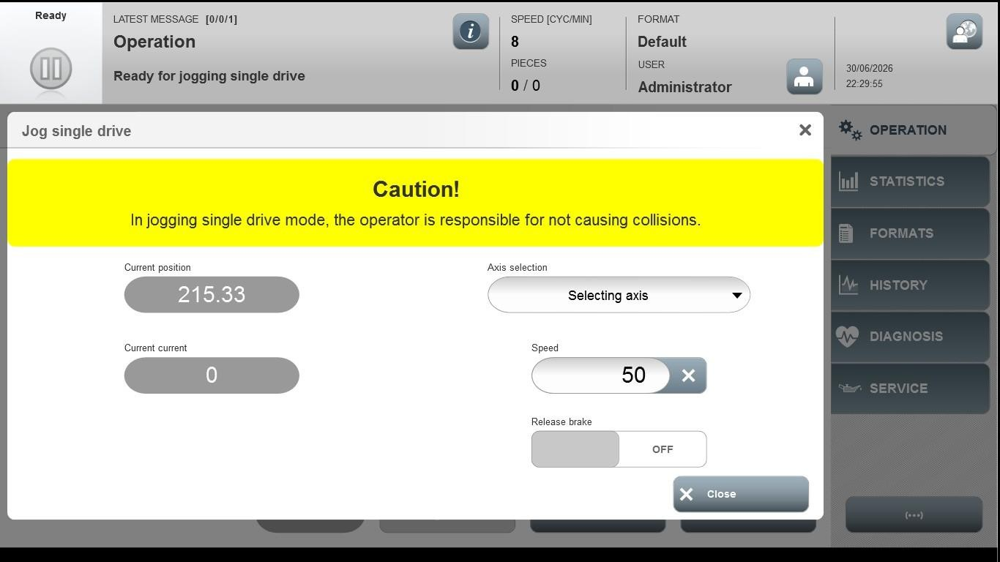 Ready
LATEST MESSAGE [0/0/1]
Operation
Ready for jogging single drive
i
SPEED [CYC/MIN]
8
PIECES
0 / 0
FORMAT
Default
USER
Administrator
30/06/2026
22:29:55
Jog single drive
Caution!
In jogging single drive mode, the operator is responsible for not causing collisions.
Current position
215.33
Axis selection
Selecting axis
Current current
0
Speed
50
Release brake
OFF
Close
OPERATION
STATISTICS
FORMATS
HISTORY
DIAGNOSIS
SERVICE
(•••)